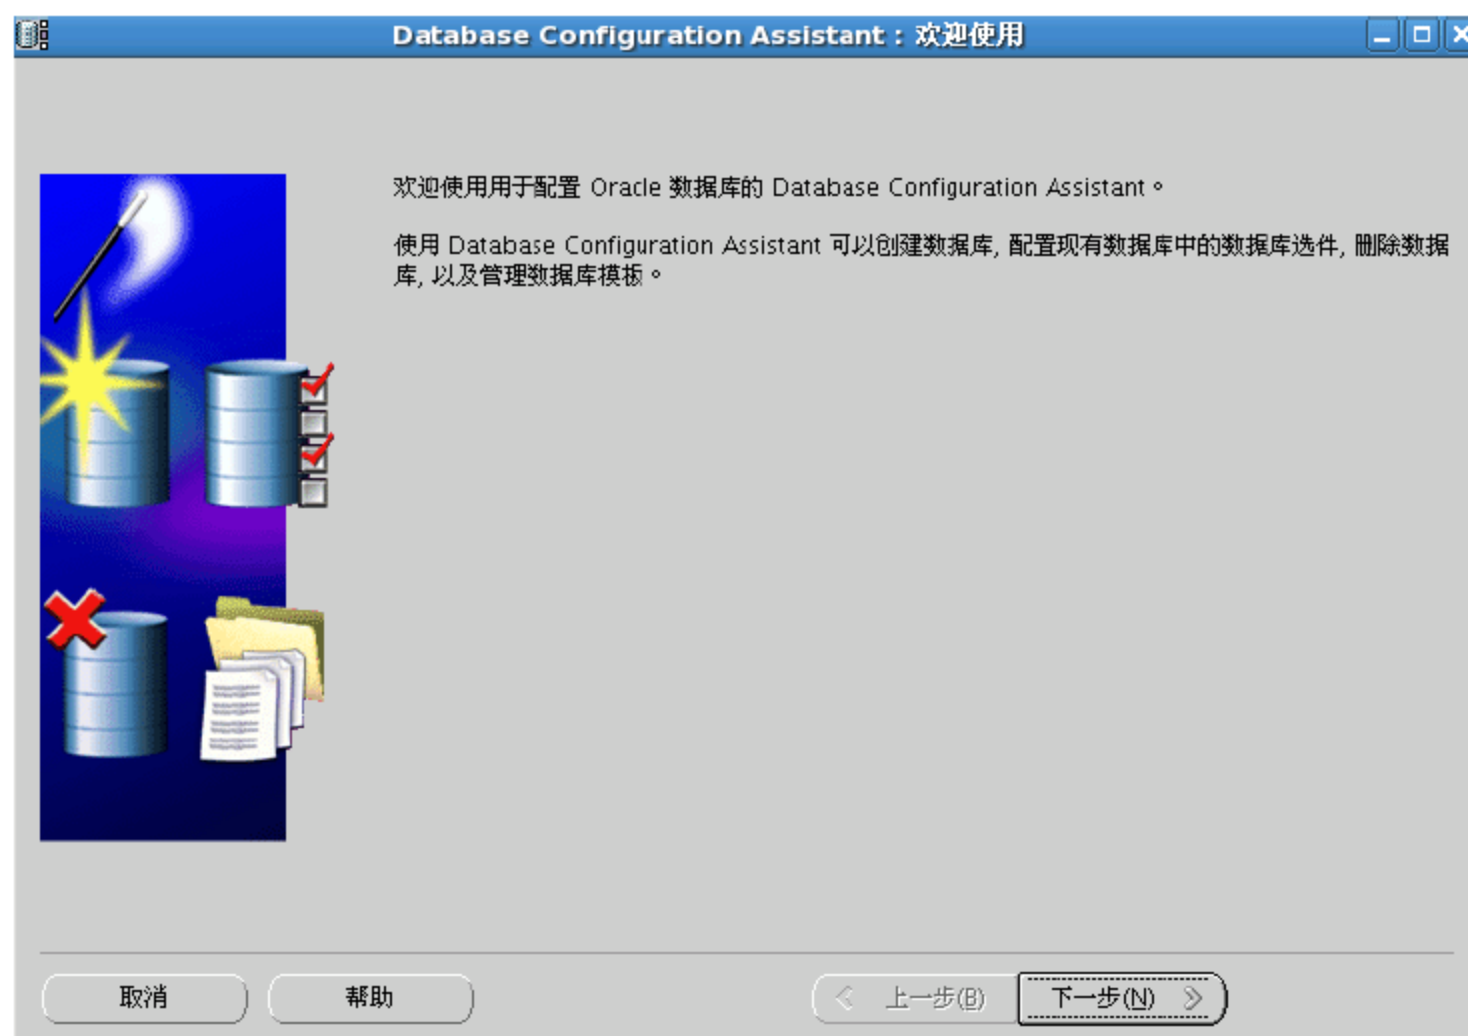 Database Configuration Assistant : 欢迎使用
欢迎使用用于配置 Oracle 数据库的 Database Configuration Assistant。
使用 Database Configuration Assistant 可以创建数据库, 配置现有数据库中的数据库选件, 删除数据
库, 以及管理数据库模板。
取消
帮助
上一步(B)
下一步(N)